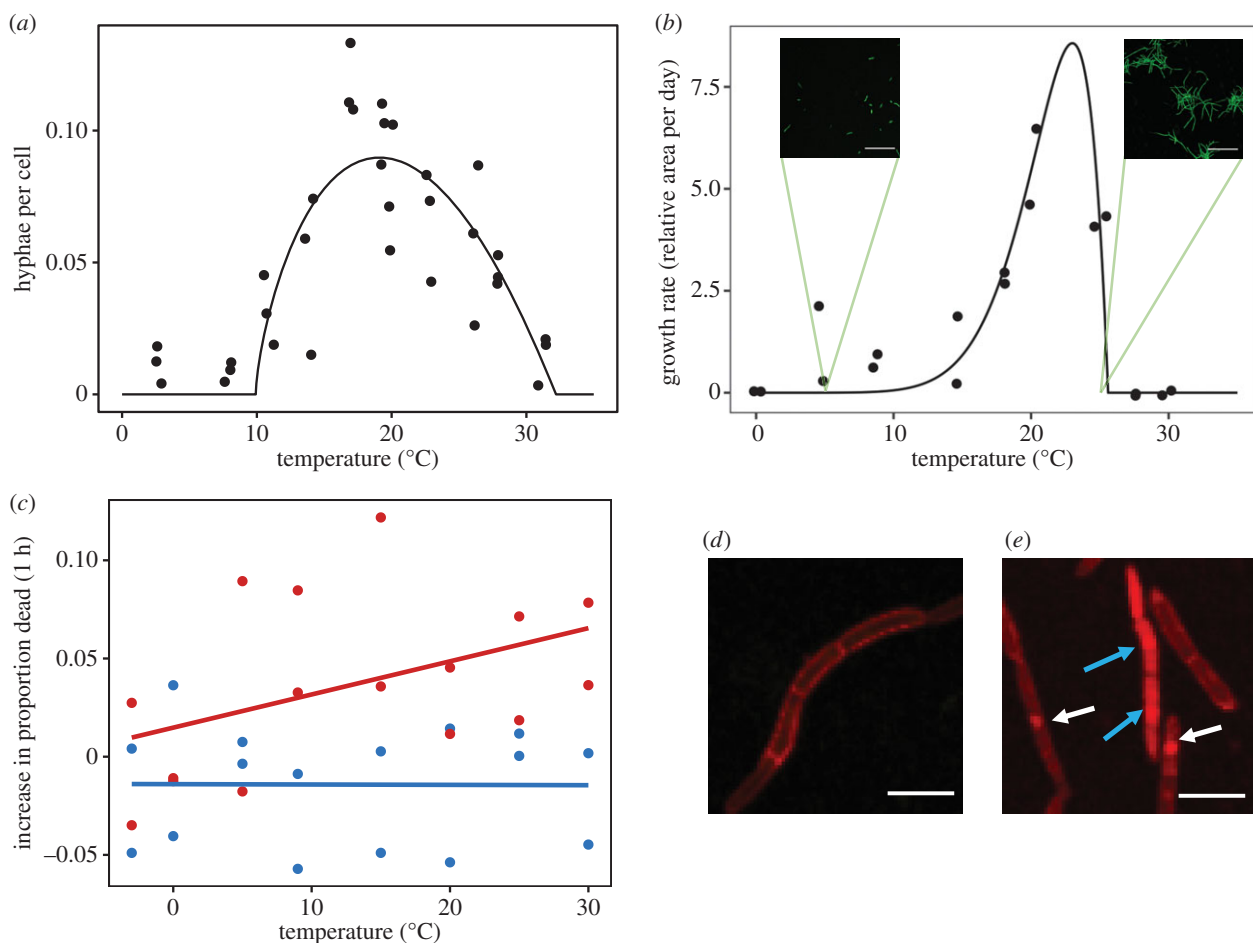 (a)
0.10
0.05
0
hyphae per cell
0 10 20 30
temperature (°C)
(b)
7.5
5.0
2.5
0
growth rate (relative area per day)
0 10 20 30
temperature (°C)
(c)
0.10
0.05
0
–0.05
increase in proportion dead (1 h)
0 10 20 30
temperature (°C)
(d)
(e)